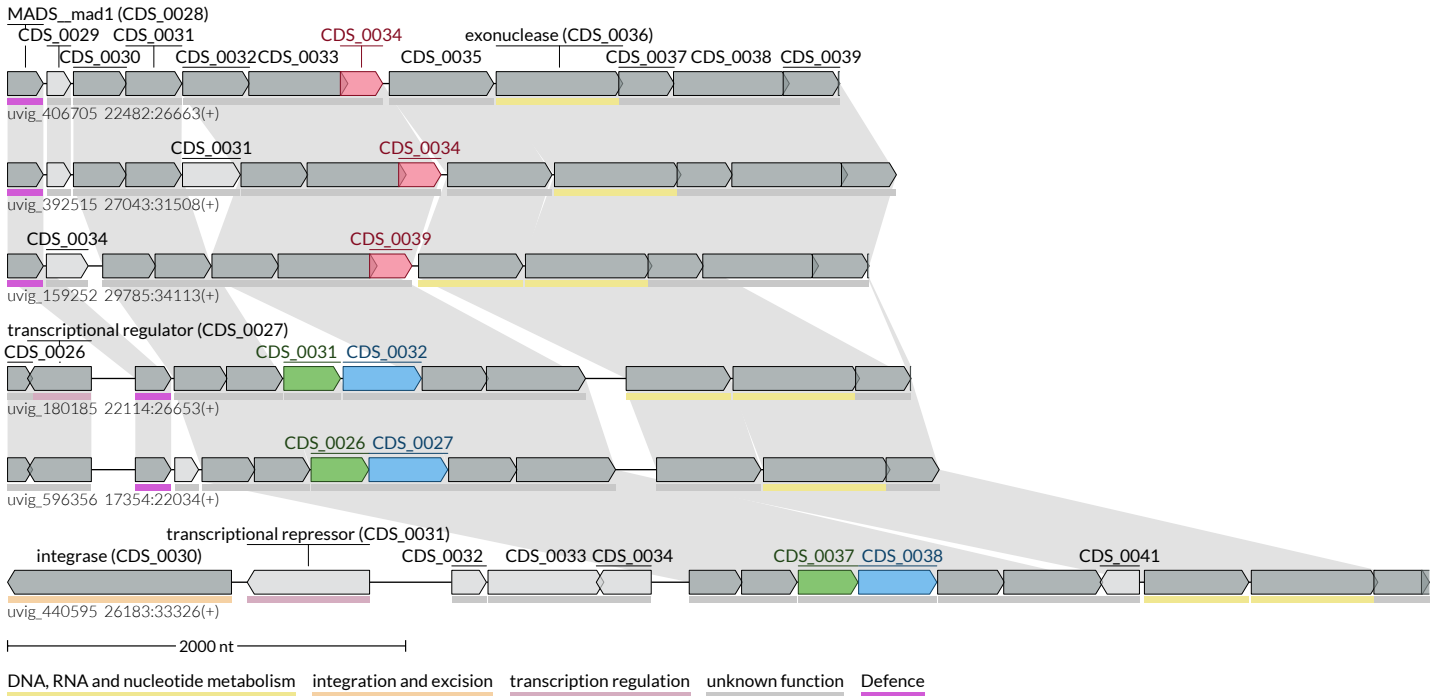 MADS__mad1 (CDS_0028)
CDS_0029 CDS_0031 CDS_0034 exonuclease (CDS_0036)
CDS_0030 CDS_0032 CDS_0033 CDS_0035 CDS_0037 CDS_0038 CDS_0039
uvig_406705 22482:26663(+)
CDS_0031 CDS_0034
uvig_392515 27043:31508(+)
CDS_0034 CDS_0039
uvig_159252 29785:34113(+)
transcriptional regulator (CDS_0027)
CDS_0026 CDS_0031 CDS_0032
uvig_180185 22114:26653(+)
CDS_0026 CDS_0027
uvig_596356 17354:22034(+)
transcriptional repressor (CDS_0031)
integrase (CDS_0030) CDS_0032 CDS_0033 CDS_0034 CDS_0037 CDS_0038 CDS_0041
uvig_440595 26183:33326(+)
2000 nt
DNA, RNA and nucleotide metabolism integration and excision transcription regulation unknown function Defence